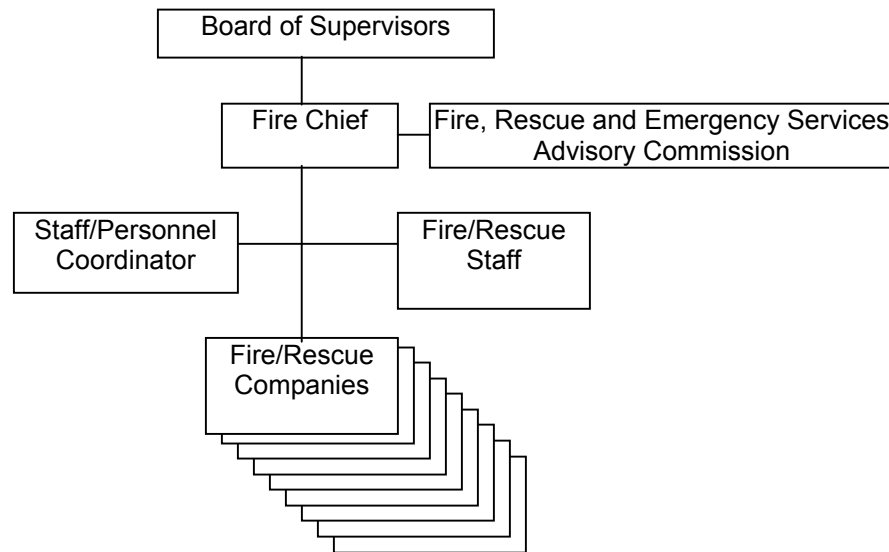 Board of Supervisors
Fire Chief
Fire, Rescue and Emergency Services
Advisory Commission
Staff/Personnel
Coordinator
Fire/Rescue
Staff
Fire/Rescue
Companies